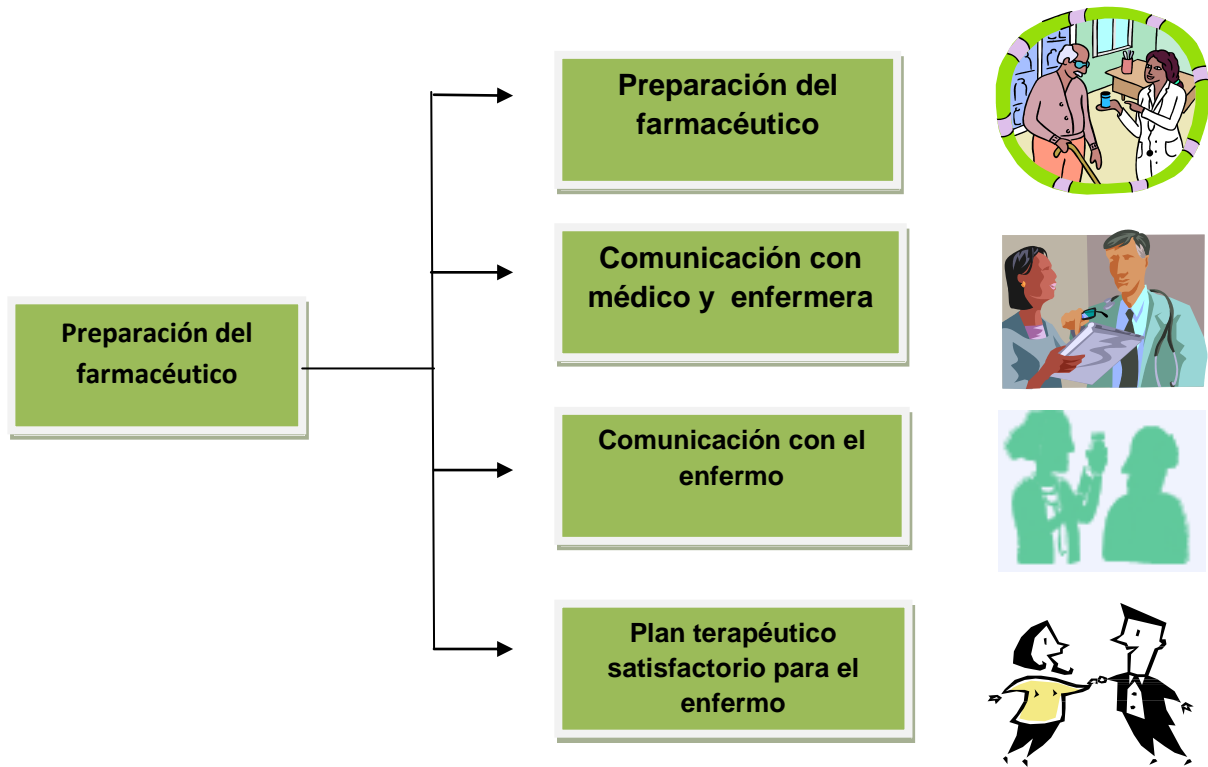 Preparación del
farmacéutico
Preparación del
farmacéutico
Comunicación con
médico y enfermera
Comunicación con el
enfermo
Plan terapéutico
satisfactorio para el
enfermo